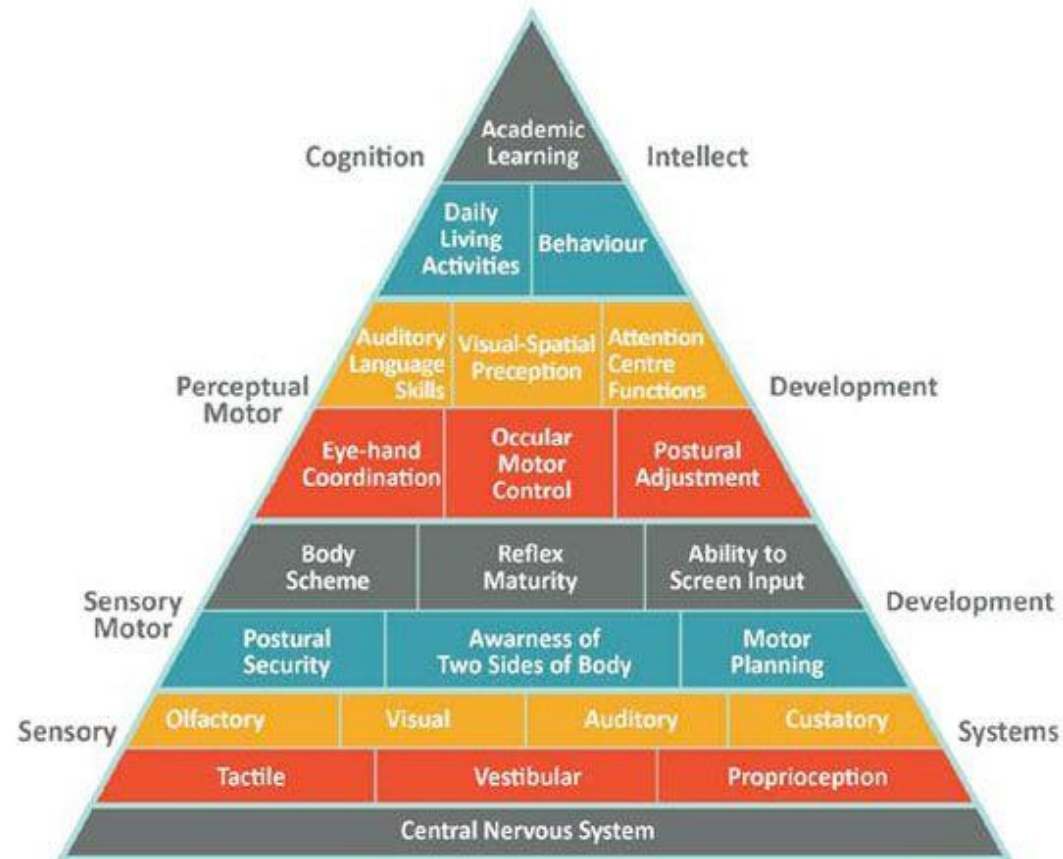 Academic
Learning
Cognition
Intellect
Daily
Living
Activities
Behaviour
Auditory
Language
Skills
Visual-Spatial
Preception
Attention
Centre
Functions
Perceptual
Motor
Development
Eye-hand
Coordination
Occular
Motor
Control
Postural
Adjustment
Body
Scheme
Reflex
Maturity
Ability to
Screen Input
Sensory
Motor
Development
Postural
Security
Awarness of
Two Sides of Body
Motor
Planning
Olfactory
Visual
Auditory
Custatory
Sensory
Systems
Tactile
Vestibular
Proprioception
Central Nervous System